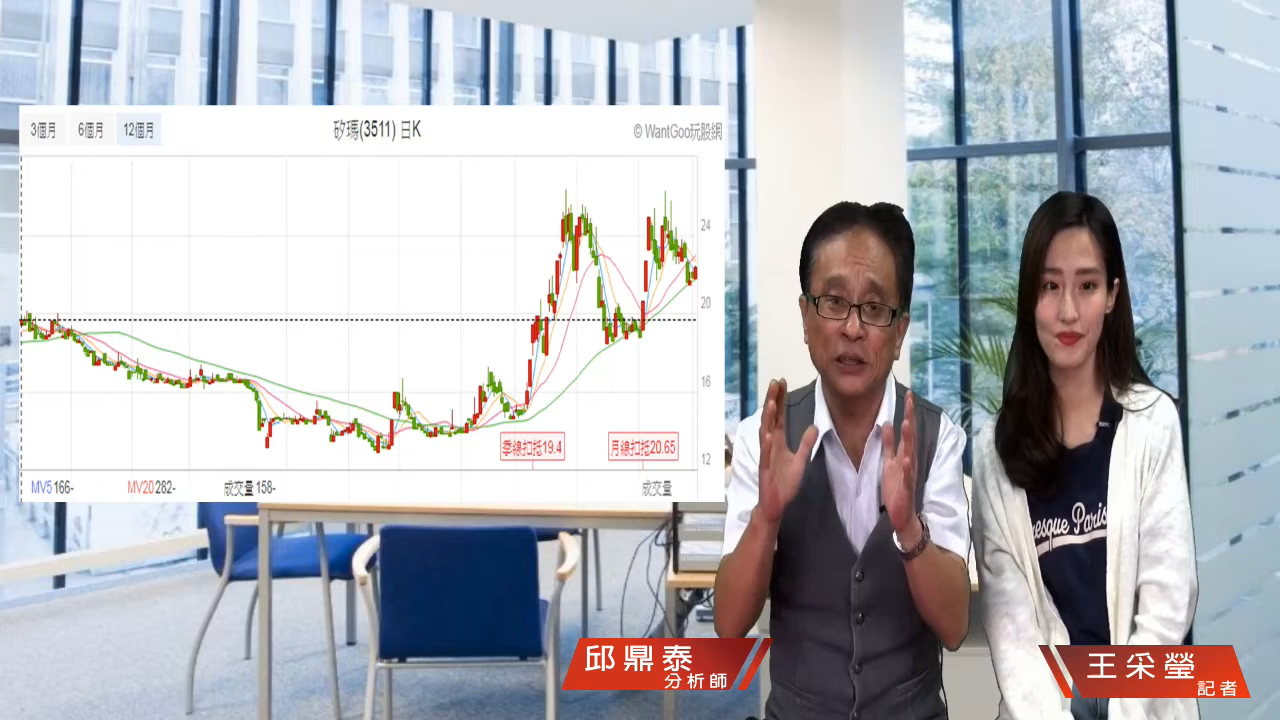 3個月 6個月 12個月
矽瑪(3511) 日K
© WantGoo玩股網
24
20
16
12
季線扣抵19.4
月線扣抵20.65
MV5 166-
MV20 282-
成交量 158-
成交量
esque Paris
邱鼎泰
分析師
王采瑩
記者